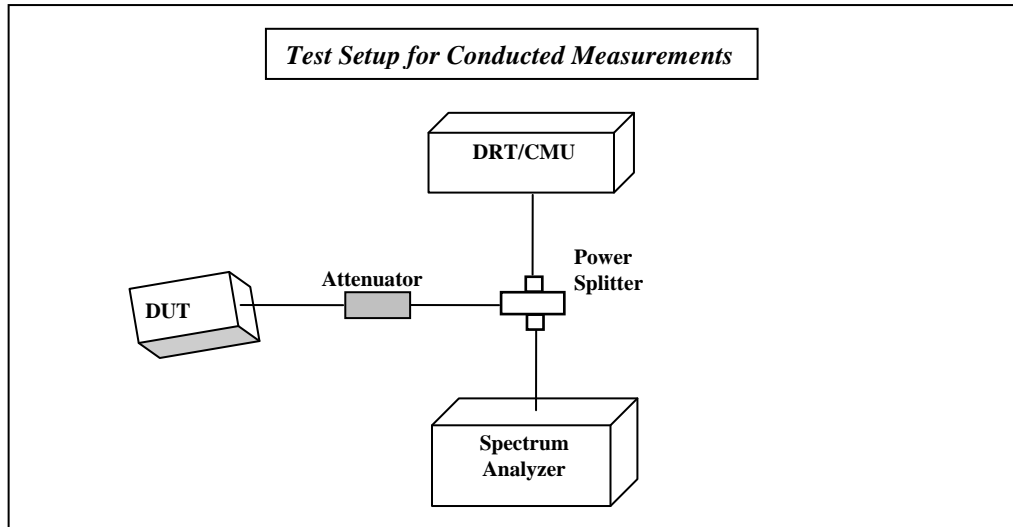 Test Setup for Conducted Measurements
DRT/CMU
Power
Splitter
Attenuator
DUT
Spectrum
Analyzer